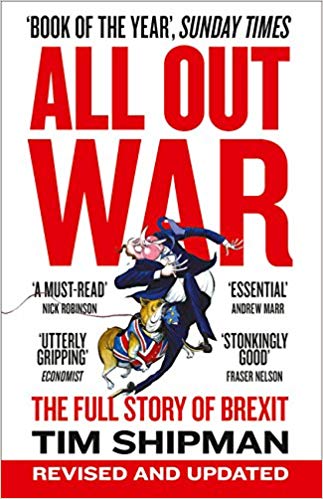 'BOOK OF THE YEAR', SUNDAY TIMES
ALL OUT
WAR
'A MUST-READ'
NICK ROBINSON
'ESSENTIAL'
ANDREW MARR
'UTTERLY
GRIPPING'
ECONOMIST
'STONKINGLY
GOOD'
FRASER NELSON
THE FULL STORY OF BREXIT
TIM SHIPMAN
REVISED AND UPDATED